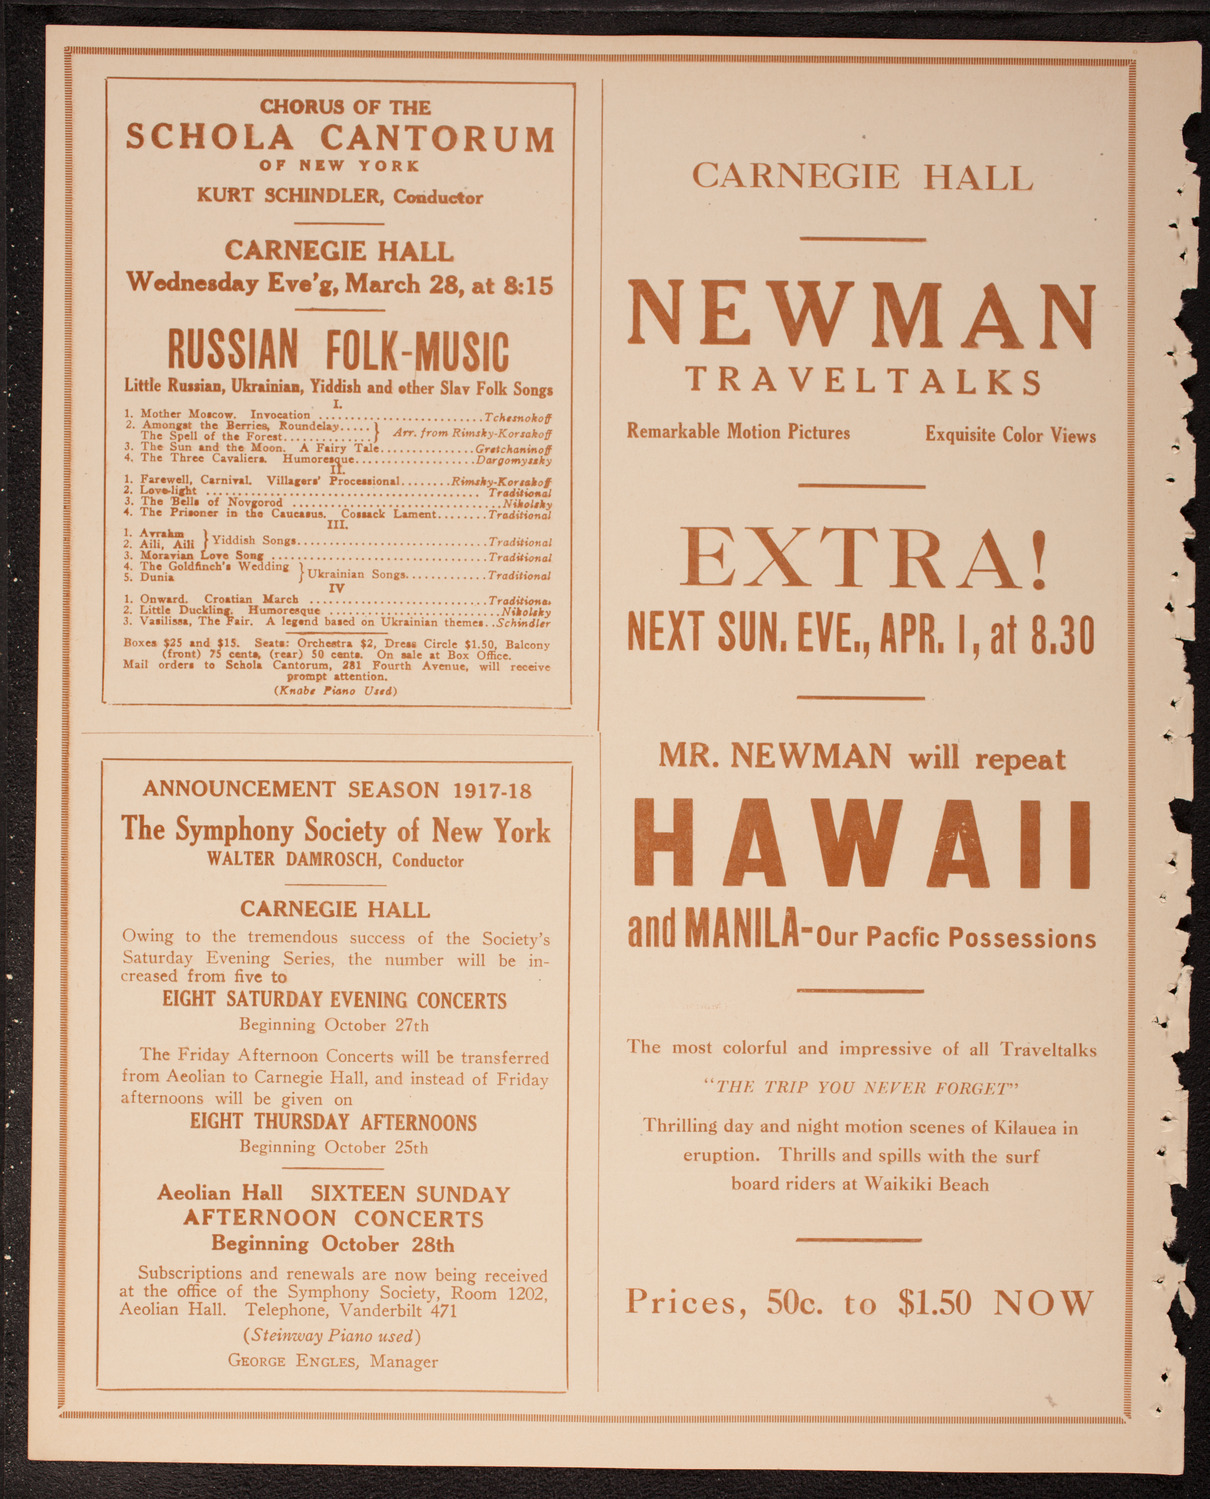 CHORUS OF THE
SCHOLA CANTORUM
OF NEW YORK
KURT SCHINDLER, Conductor
CARNEGIE HALL
Wednesday Eve'g, March 28, at 8:15
RUSSIAN FOLK-MUSIC
Little Russian, Ukrainian, Yiddish and other Slav Folk Songs
I.
1. Mother Moscow. Invocation ........................Tchesnokoff
2. Amongst the Berries, Roundelay.....}
The Spell of the Forest.............} Arr. from Rimsky-Korsakoff
3. The Sun and the Moon. A Fairy Tale..............Gretchaninoff
4. The Three Cavaliers. Humoresque..................Dargomyzsky
II.
1. Farewell, Carnival. Villagers' Processional........Rimsky-Korsakoff
2. Love-light ..........................................Traditional
3. The Bells of Novgorod ................................Nikolsky
4. The Prisoner in the Caucasus. Cossack Lament........Traditional
III.
1. Avrahm
2. Aili, Aili } Yiddish Songs.............................Traditional
3. Moravian Love Song .................................Traditional
4. The Goldfinch's Wedding
5. Dunia } Ukrainian Songs............Traditional
IV
1. Onward. Croatian March ...........................Traditional
2. Little Duckling. Humoresque ..........................Nikolsky
3. Vasilissa, The Fair. A legend based on Ukrainian themes..Schindler
Boxes $25 and $15. Seats: Orchestra $2, Dress Circle $1.50, Balcony
(front) 75 cents, (rear) 50 cents. On sale at Box Office.
Mail orders to Schola Cantorum, 281 Fourth Avenue, will receive
prompt attention.
(Knabe Piano Used)
ANNOUNCEMENT SEASON 1917-18
The Symphony Society of New York
WALTER DAMROSCH, Conductor
CARNEGIE HALL
Owing to the tremendous success of the Society's
Saturday Evening Series, the number will be in-
creased from five to
EIGHT SATURDAY EVENING CONCERTS
Beginning October 27th
The Friday Afternoon Concerts will be transferred
from Aeolian to Carnegie Hall, and instead of Friday
afternoons will be given on
EIGHT THURSDAY AFTERNOONS
Beginning October 25th
Aeolian Hall SIXTEEN SUNDAY
AFTERNOON CONCERTS
Beginning October 28th
Subscriptions and renewals are now being received
at the office of the Symphony Society, Room 1202,
Aeolian Hall. Telephone, Vanderbilt 471
(Steinway Piano used)
GEORGE ENGLES, Manager
CARNEGIE HALL
NEWMAN
TRAVELTALKS
Remarkable Motion Pictures Exquisite Color Views
EXTRA!
NEXT SUN. EVE., APR. 1, at 8.30
MR. NEWMAN will repeat
HAWAII
and MANILA-Our Pacfic Possessions
The most colorful and impressive of all Traveltalks
"THE TRIP YOU NEVER FORGET"
Thrilling day and night motion scenes of Kilauea in
eruption. Thrills and spills with the surf
board riders at Waikiki Beach
Prices, 50c. to $1.50 NOW